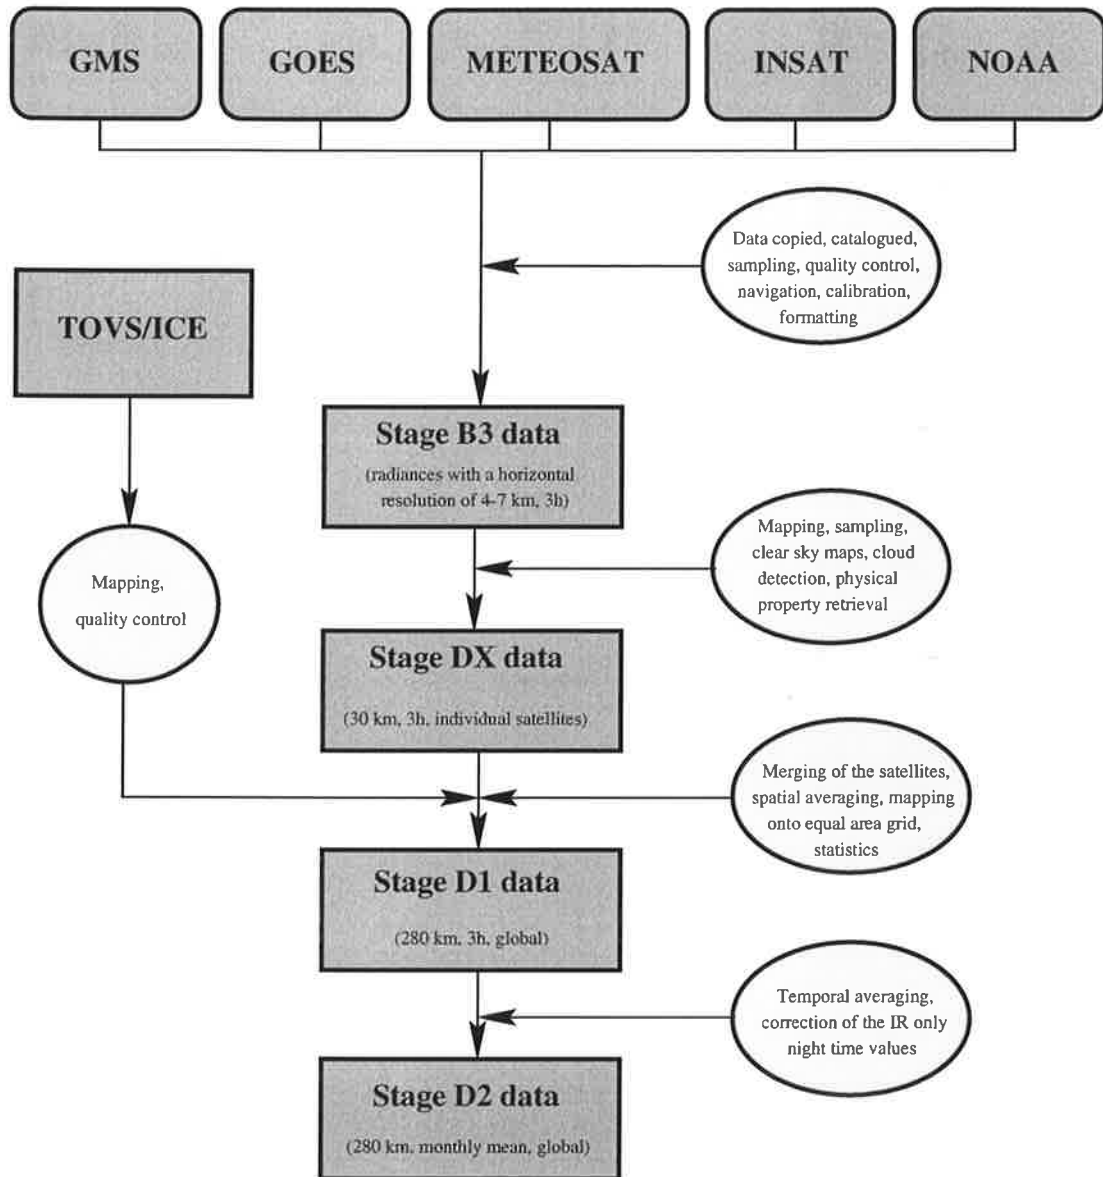 GMS
GOES
METEOSAT
INSAT
NOAA
Data copied, catalogued,
sampling, quality control,
navigation, calibration,
formatting
TOVS/ICE
Stage B3 data
(radiances with a horizontal
resolution of 4-7 km, 3h)
Mapping, sampling,
clear sky maps, cloud
detection, physical
property retrieval
Mapping,
quality control
Stage DX data
(30 km, 3h, individual satellites)
Merging of the satellites,
spatial averaging, mapping
onto equal area grid,
statistics
Stage D1 data
(280 km, 3h, global)
Temporal averaging,
correction of the IR only
night time values
Stage D2 data
(280 km, monthly mean, global)